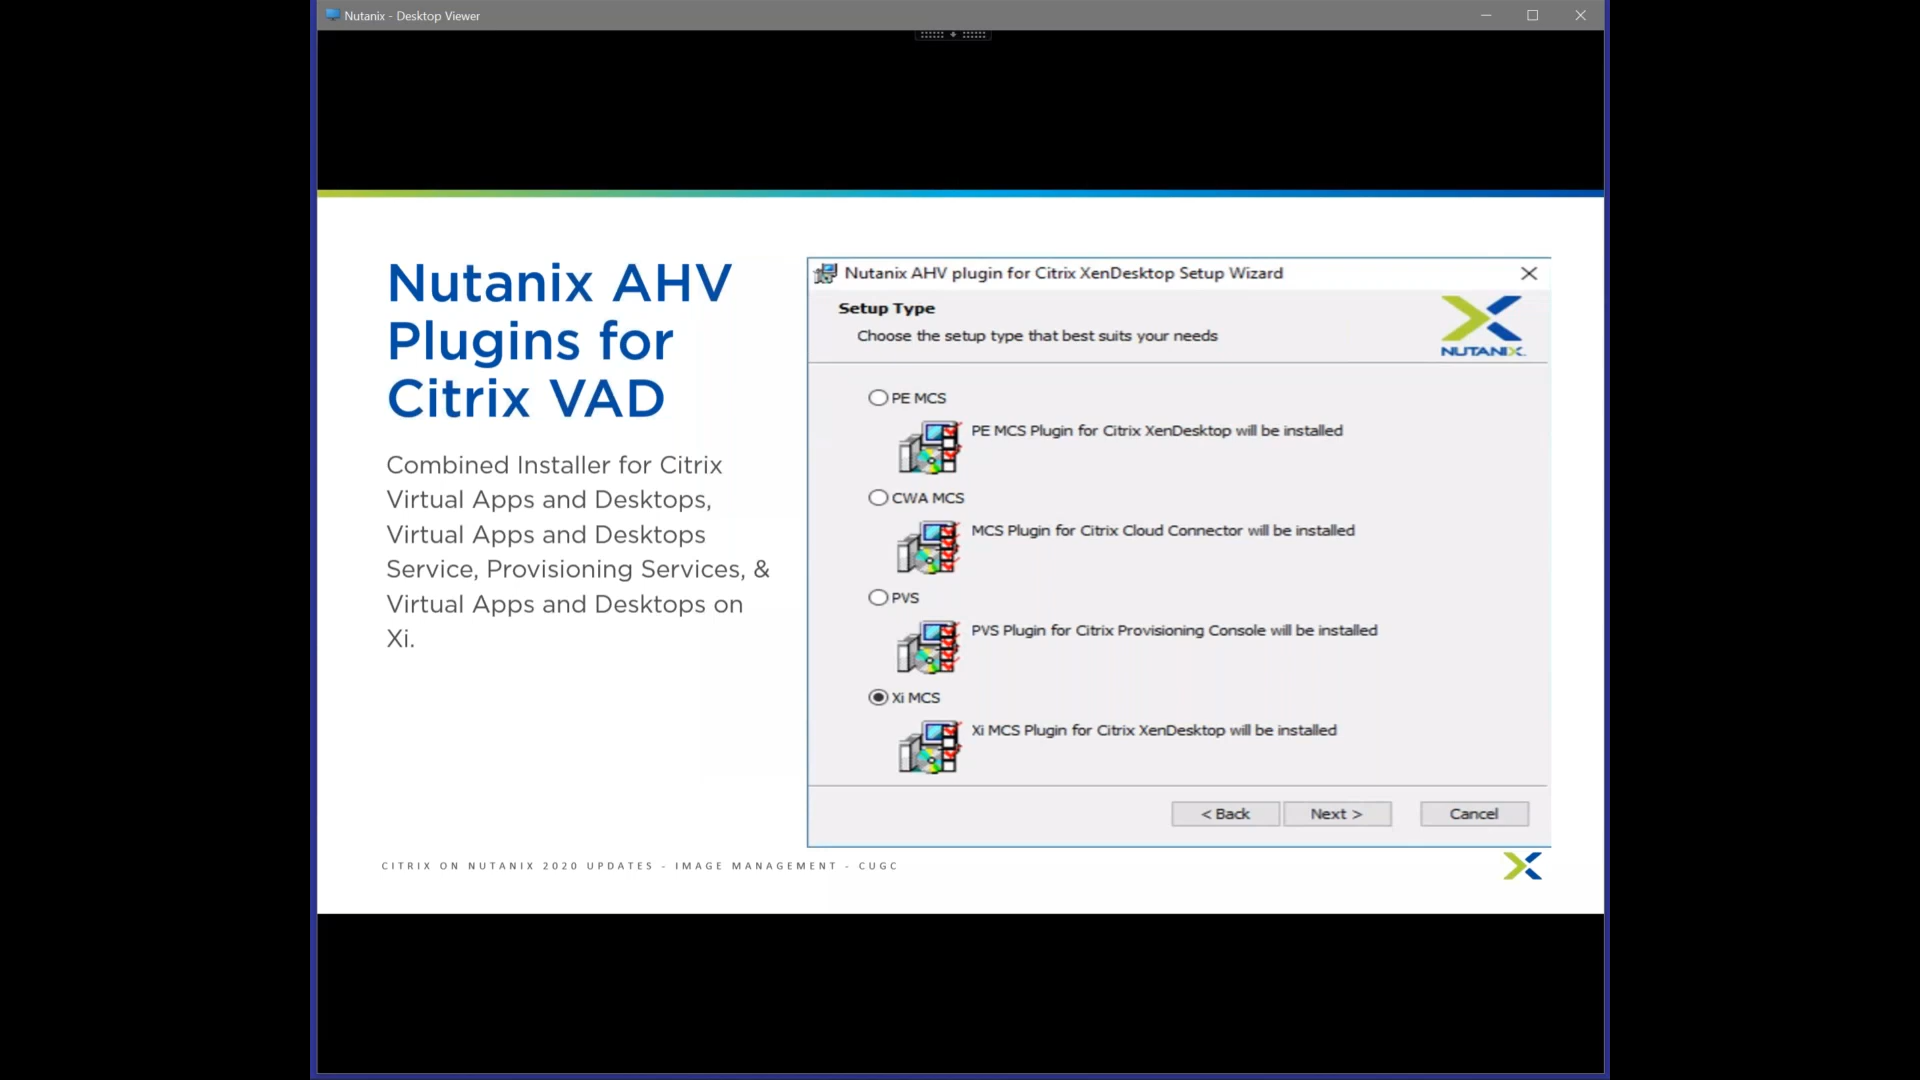 Nutanix - Desktop Viewer
Nutanix AHV
Plugins for
Citrix VAD
Combined Installer for Citrix
Virtual Apps and Desktops,
Virtual Apps and Desktops
Service, Provisioning Services, &
Virtual Apps and Desktops on
Xi.
Nutanix AHV plugin for Citrix XenDesktop Setup Wizard
Setup Type
Choose the setup type that best suits your needs
NUTANIX
PE MCS
PE MCS Plugin for Citrix XenDesktop will be installed
CWA MCS
MCS Plugin for Citrix Cloud Connector will be installed
PVS
PVS Plugin for Citrix Provisioning Console will be installed
Xi MCS
Xi MCS Plugin for Citrix XenDesktop will be installed
< Back Next > Cancel
CITRIX ON NUTANIX 2020 UPDATES - IMAGE MANAGEMENT - CUGC